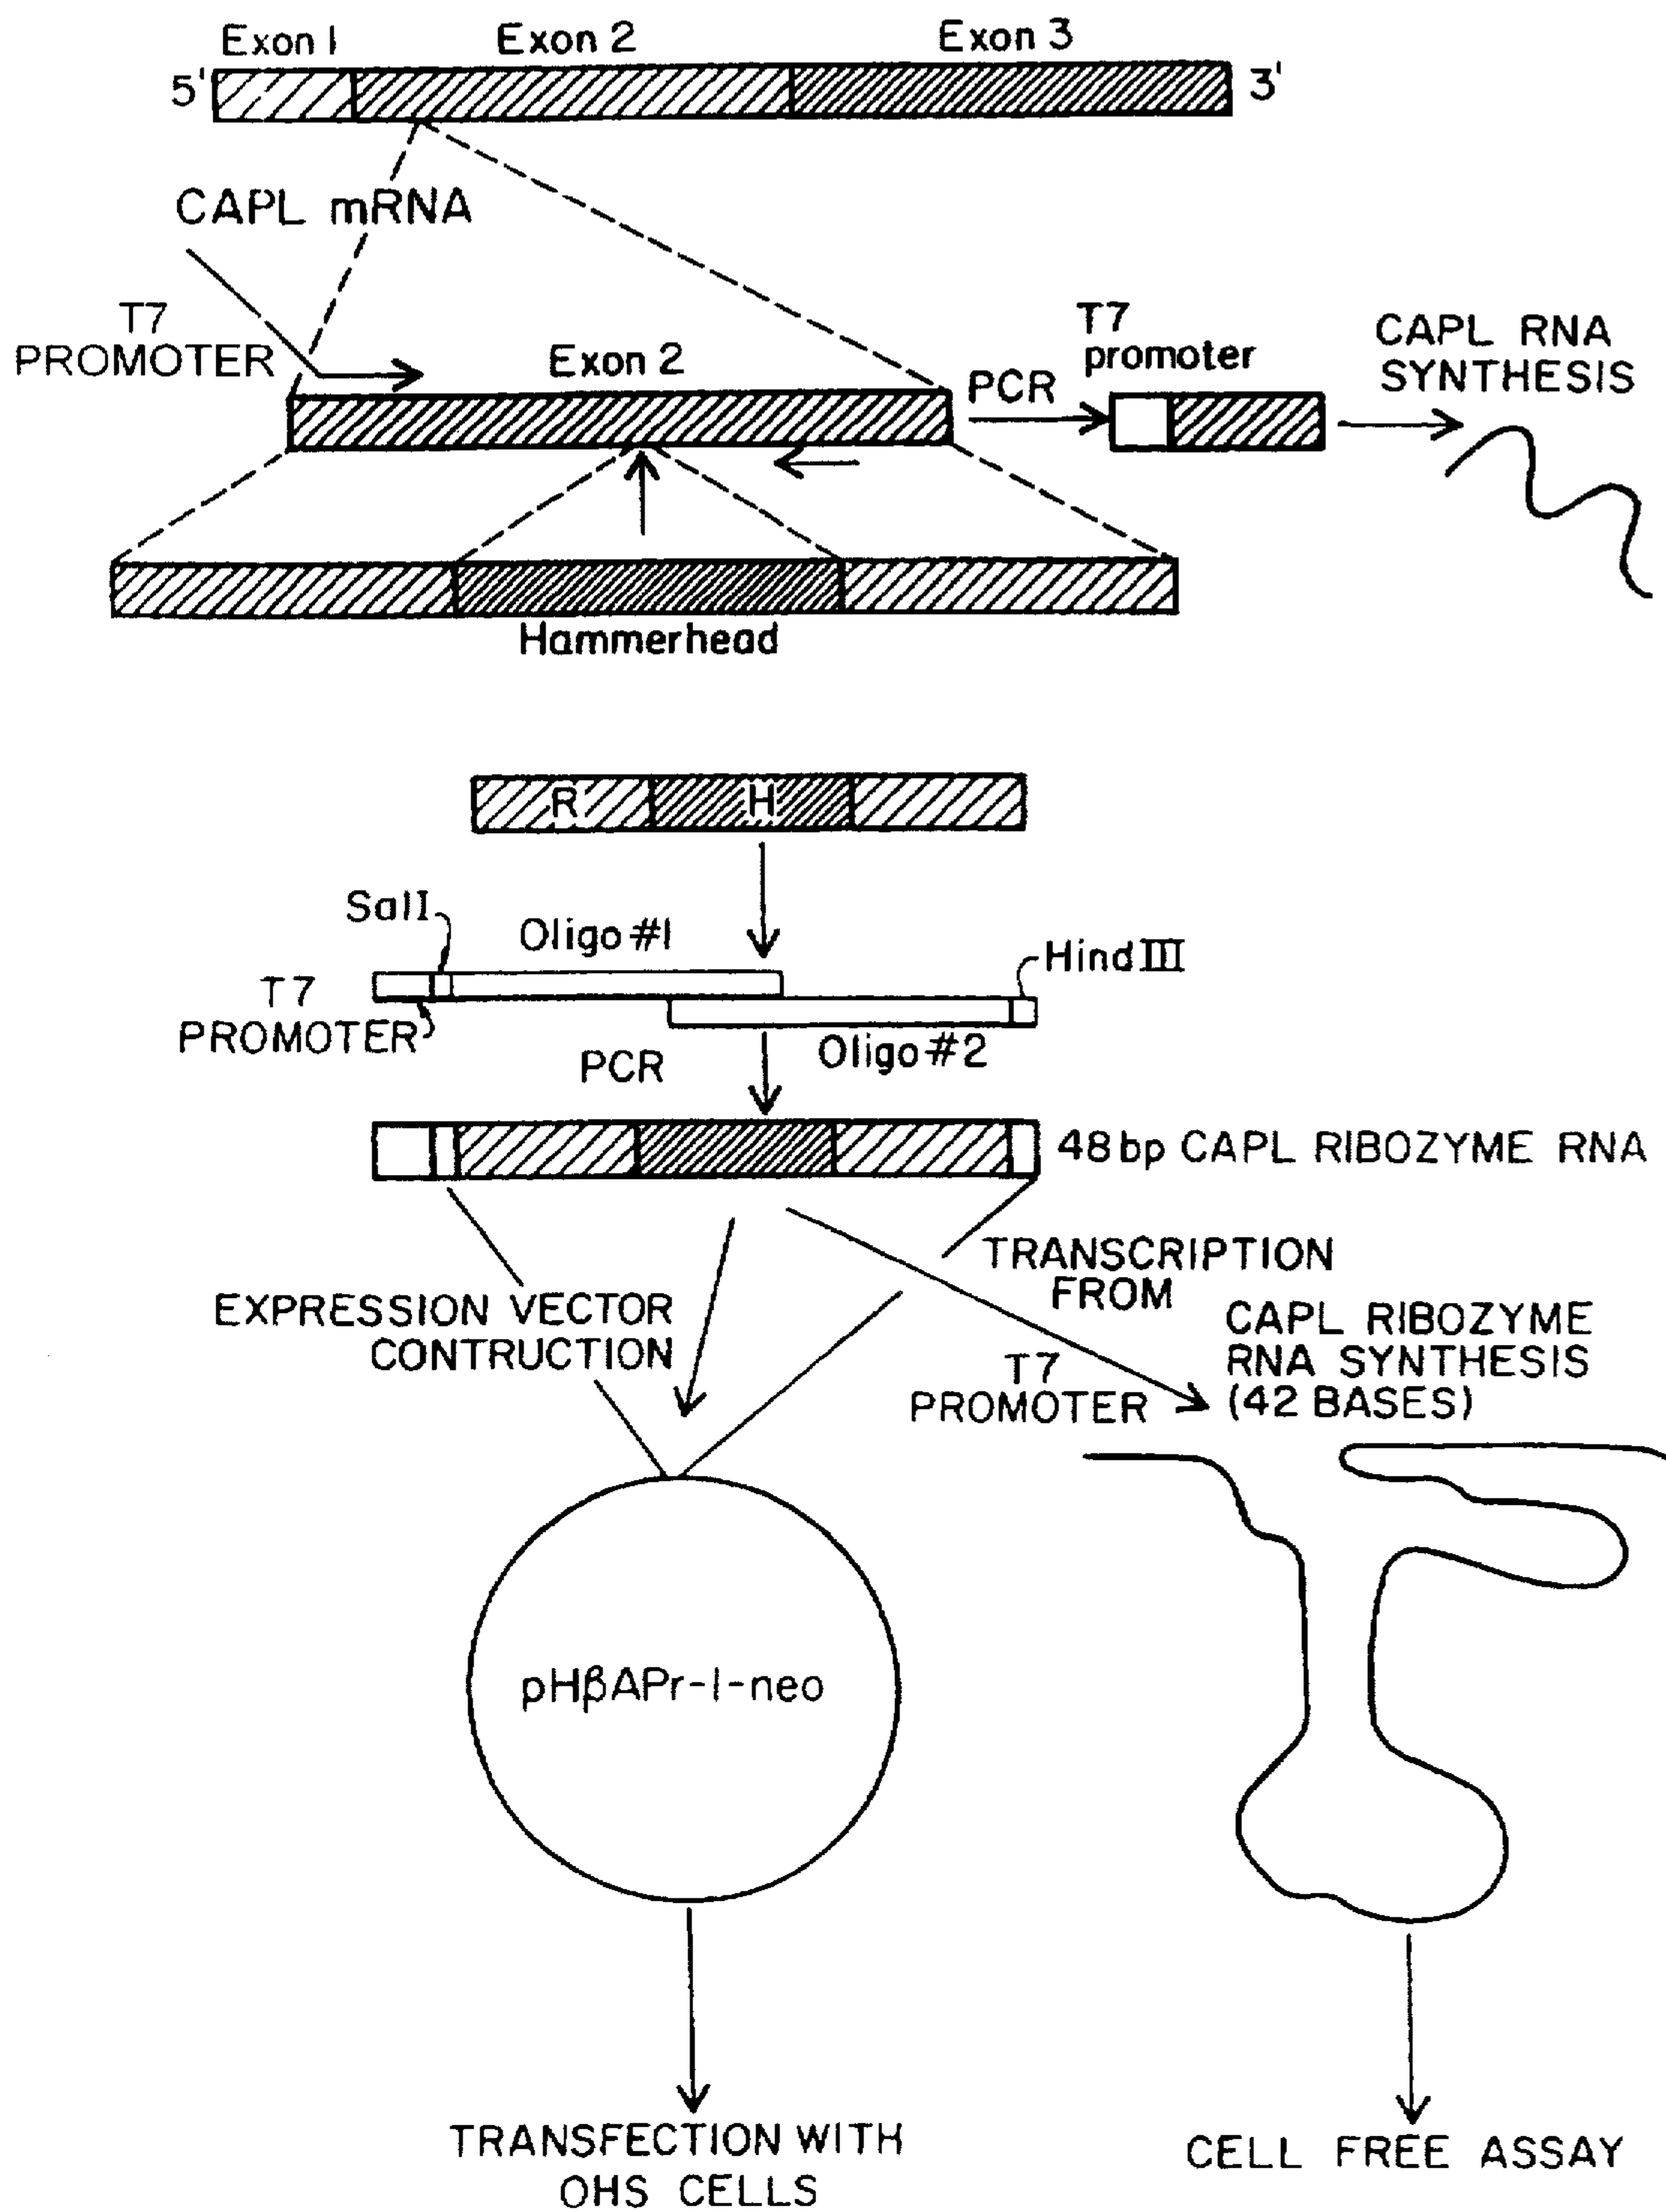 Exon 1
Exon 2
Exon 3
5'
3'
CAPL mRNA
T7
PROMOTER
Exon 2
PCR
T7
promoter
CAPL RNA
SYNTHESIS
Hammerhead
R
H
SalI
Oligo #1
HindIII
T7
PROMOTER
Oligo #2
PCR
48 bp CAPL RIBOZYME RNA
TRANSCRIPTION
FROM
EXPRESSION VECTOR
CONTRUCTION
T7
PROMOTER
CAPL RIBOZYME
RNA SYNTHESIS
(42 BASES)
pHβAPr-1-neo
TRANSFECTION WITH
OHS CELLS
CELL FREE ASSAY